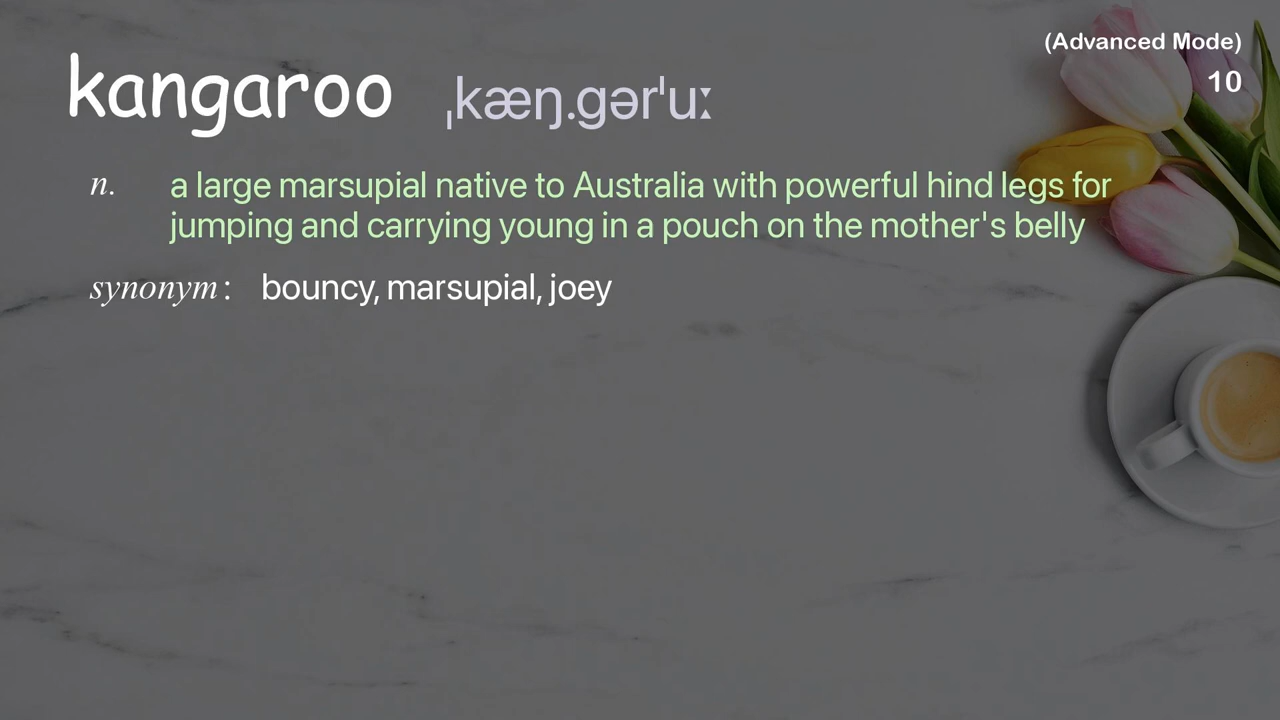 (Advanced Mode)
kangaroo ˌkæŋ.gərˈuː
10
n. a large marsupial native to Australia with powerful hind legs for
jumping and carrying young in a pouch on the mother's belly
synonym: bouncy, marsupial, joey